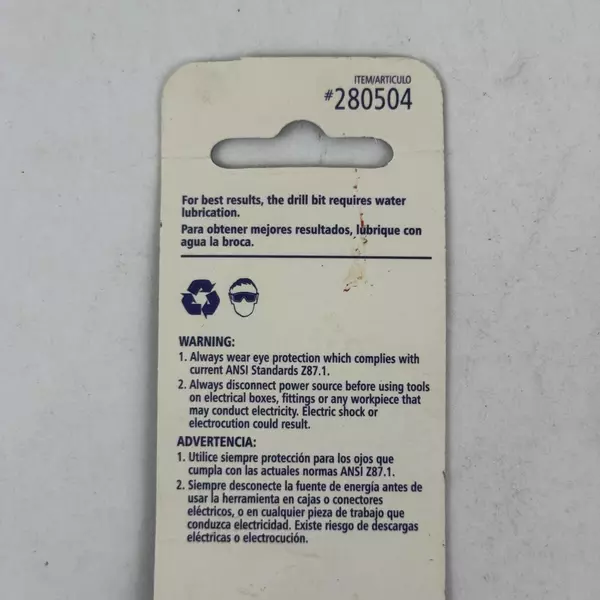 ITEM/ARTICULO
#280504
For best results, the drill bit requires water
lubrication.
Para obtener mejores resultados, lubrique con
agua la broca.
WARNING:
1. Always wear eye protection which complies with
current ANSI Standards Z87.1.
2. Always disconnect power source before using tools
on electrical boxes, fittings or any workpiece that
may conduct electricity. Electric shock or
electrocution could result.
ADVERTENCIA:
1. Utilice siempre protección para los ojos que
cumpla con las actuales normas ANSI Z87.1.
2. Siempre desconecte la fuente de energía antes de
usar la herramienta en cajas o conectores
eléctricos, o en cualquier pieza de trabajo que
conduzca electricidad. Existe riesgo de descargas
eléctricas o electrocución.